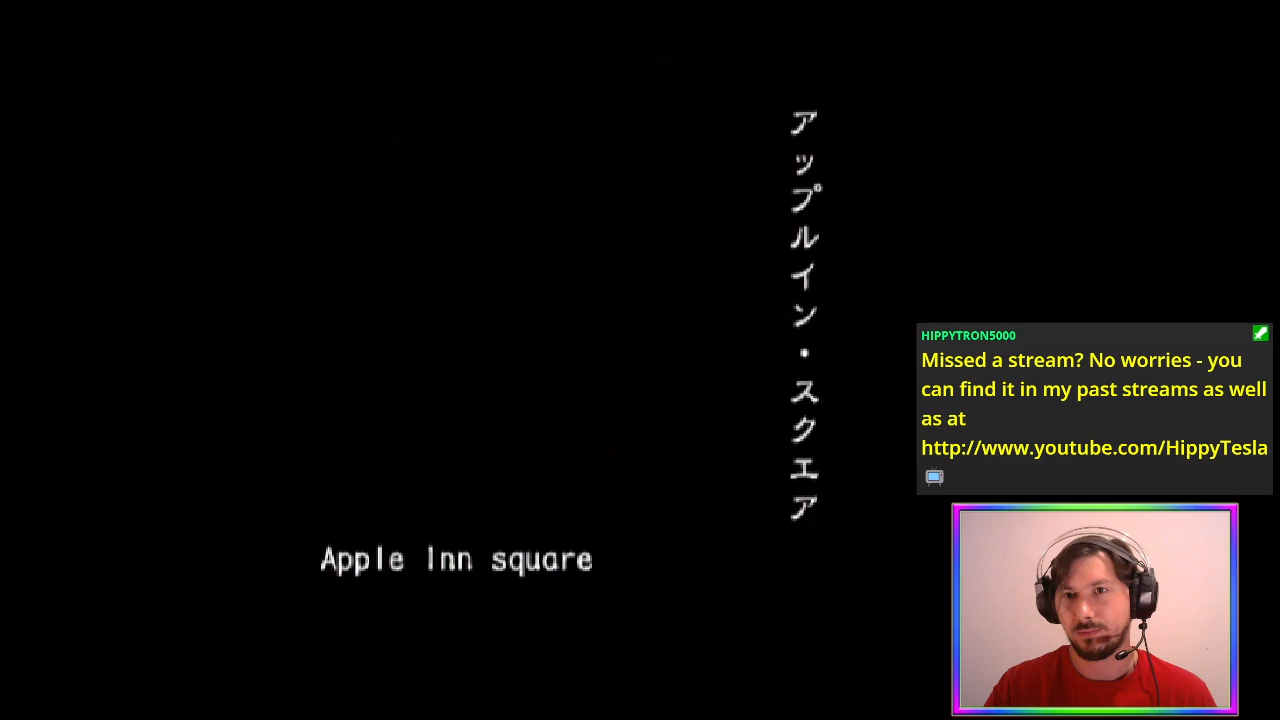 アップルイン・スクエア
Apple Inn square
HIPPYTRON5000
Missed a stream? No worries - you
can find it in my past streams as well
as at
http://www.youtube.com/HippyTesla